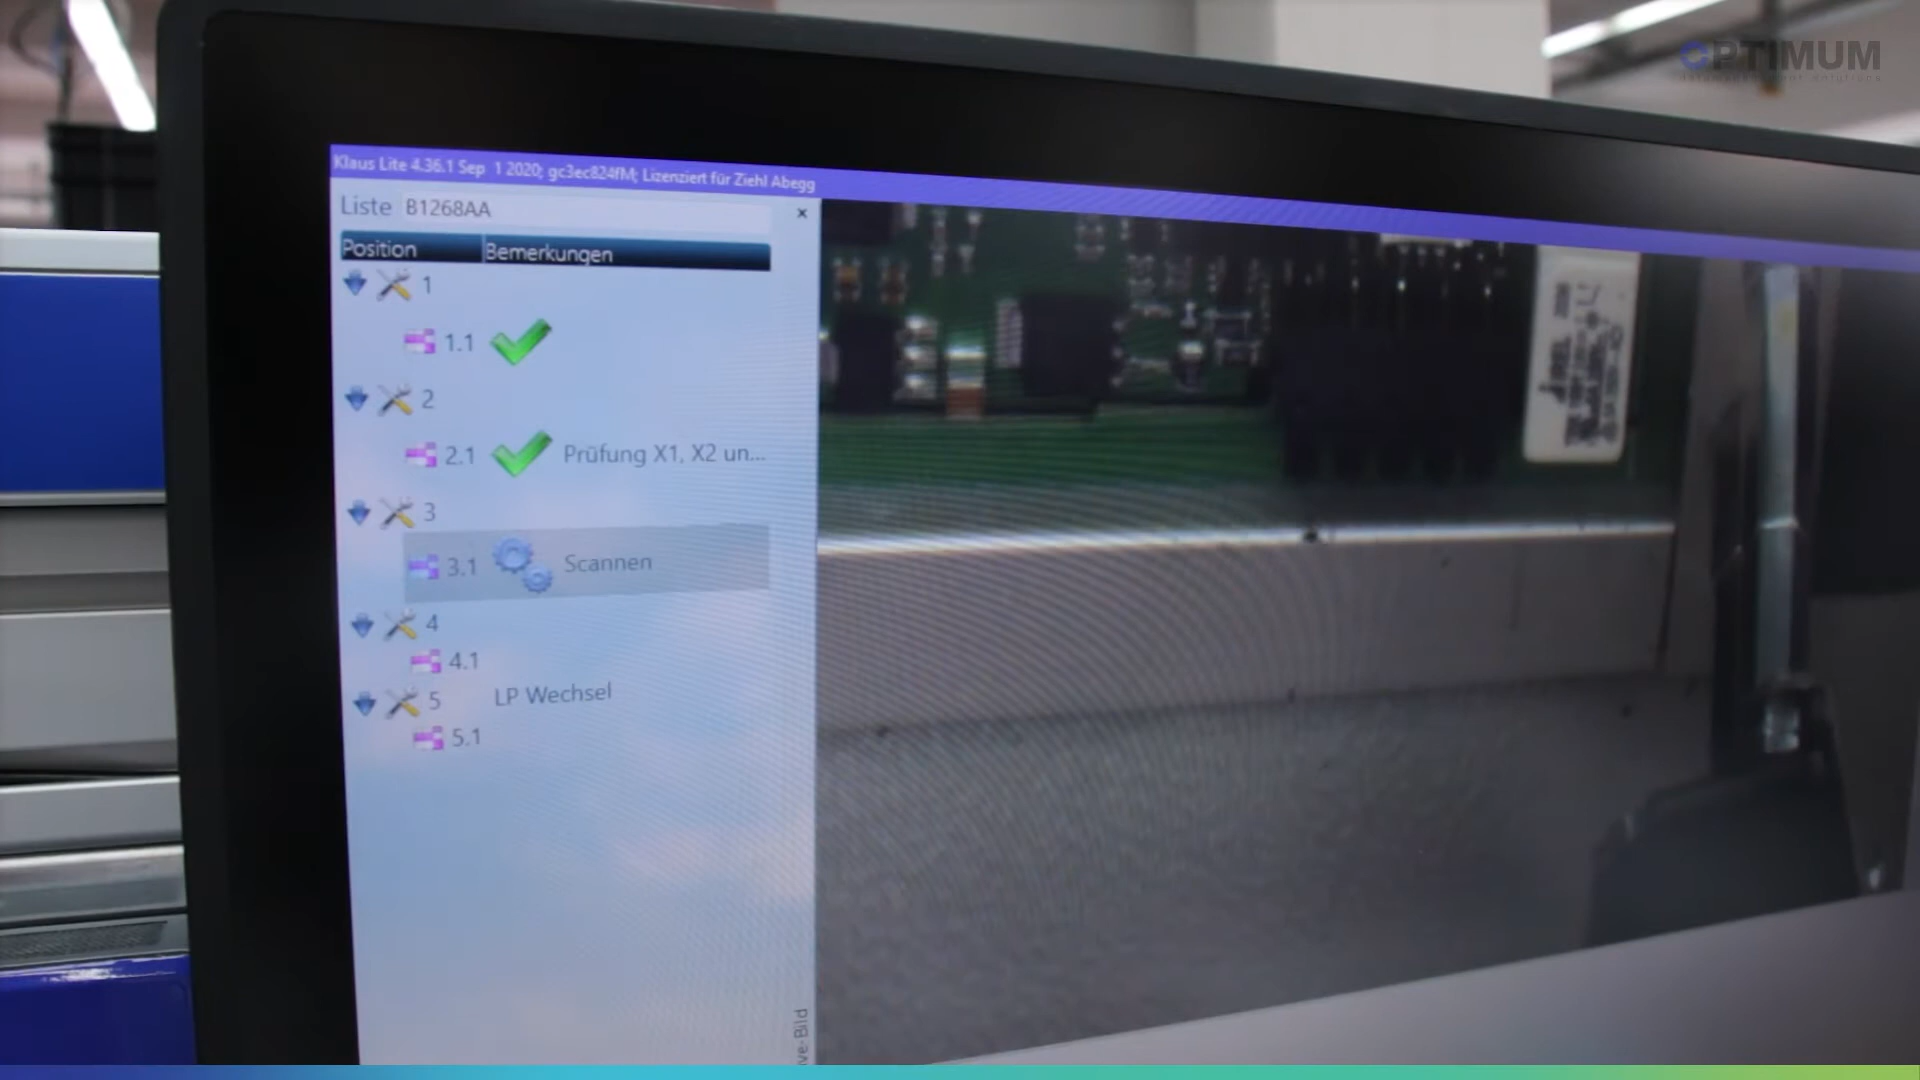 OPTIMUM
Klaus Lite 4.36.1 Sep 1 2020; gc3ec824fM; Lizenziert für Ziehl Abegg
Liste B1268AA
Position Bemerkungen
1
1.1
2
2.1 Prüfung X1, X2 un...
3
3.1 Scannen
4
4.1
5 LP Wechsel
5.1
ve-Bild